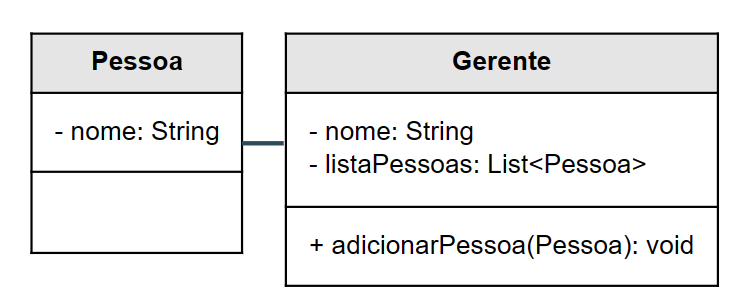 Pessoa
- nome: String
Gerente
- nome: String
- listaPessoas: List<Pessoa>
+ adicionarPessoa(Pessoa): void